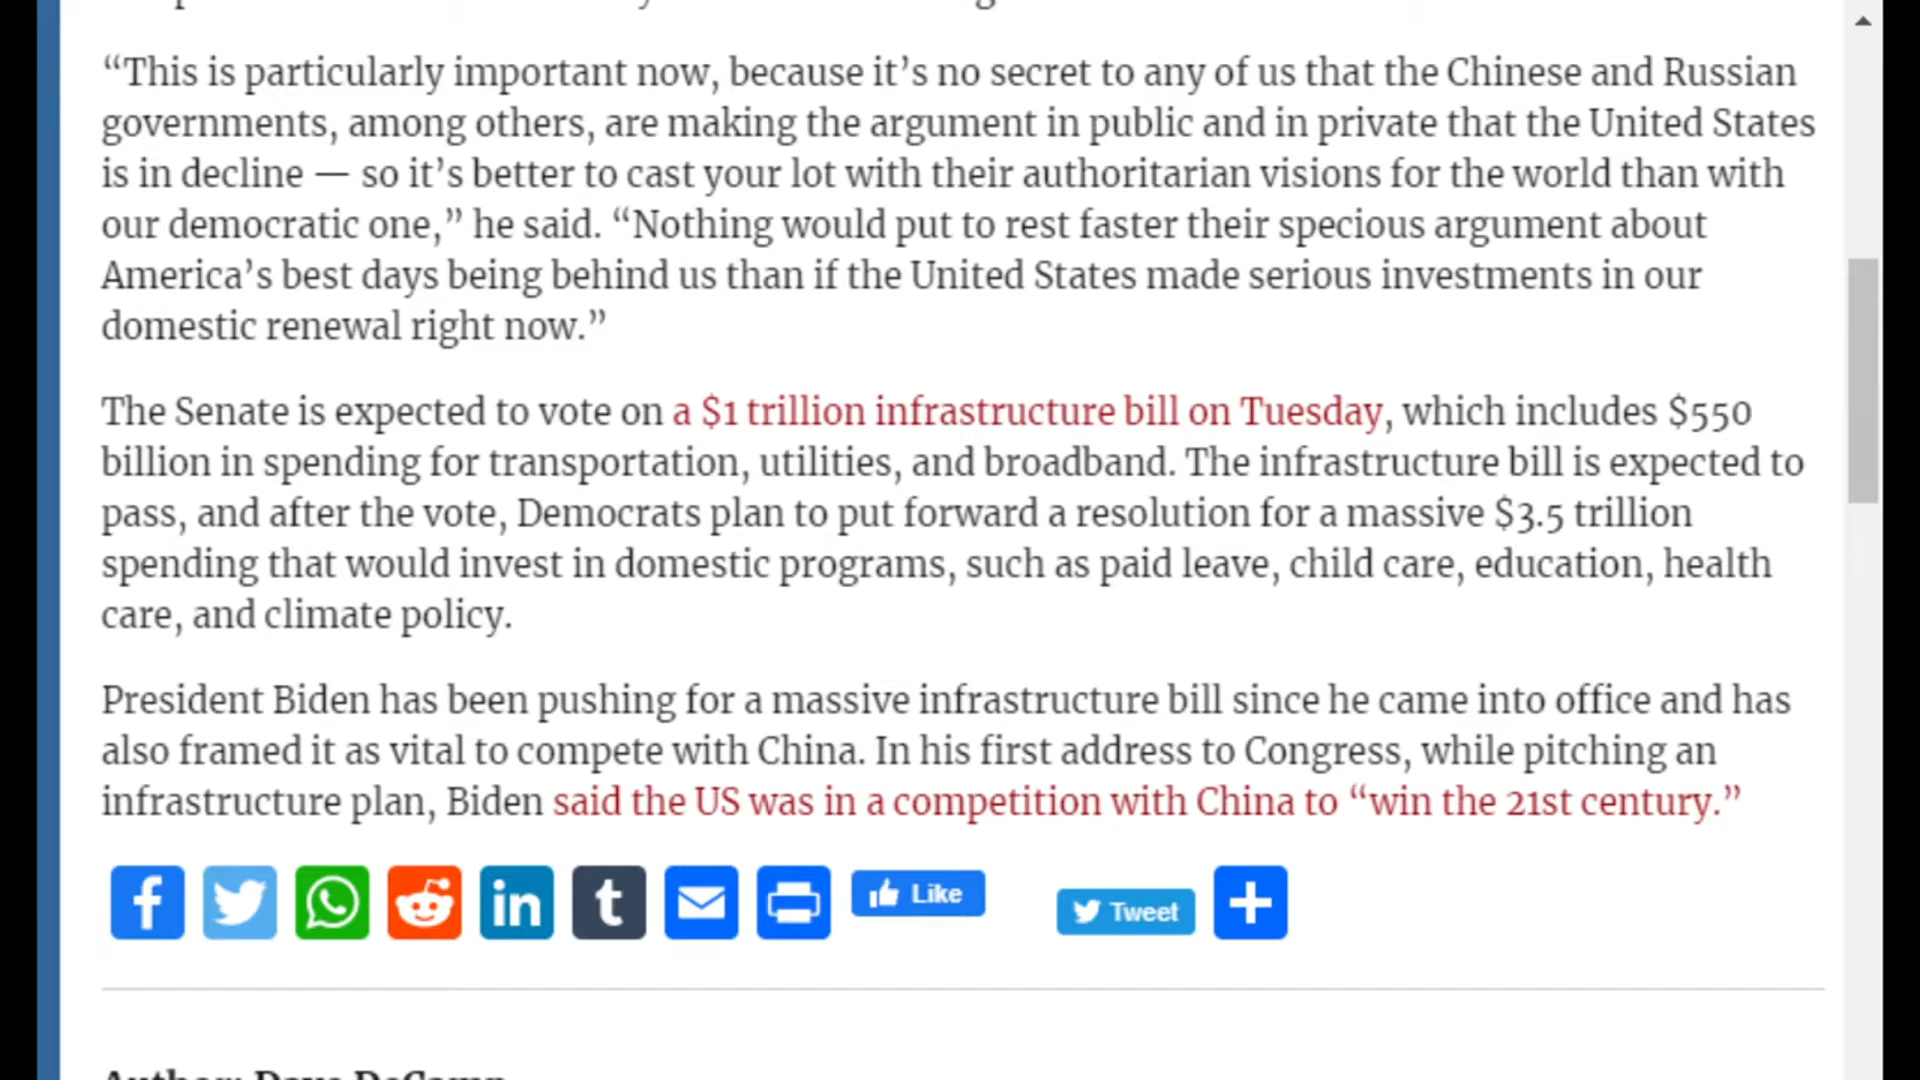 “This is particularly important now, because it’s no secret to any of us that the Chinese and Russian
governments, among others, are making the argument in public and in private that the United States
is in decline — so it’s better to cast your lot with their authoritarian visions for the world than with
our democratic one,” he said. “Nothing would put to rest faster their specious argument about
America’s best days being behind us than if the United States made serious investments in our
domestic renewal right now.”
The Senate is expected to vote on a $1 trillion infrastructure bill on Tuesday, which includes $550
billion in spending for transportation, utilities, and broadband. The infrastructure bill is expected to
pass, and after the vote, Democrats plan to put forward a resolution for a massive $3.5 trillion
spending that would invest in domestic programs, such as paid leave, child care, education, health
care, and climate policy.
President Biden has been pushing for a massive infrastructure bill since he came into office and has
also framed it as vital to compete with China. In his first address to Congress, while pitching an
infrastructure plan, Biden said the US was in a competition with China to “win the 21st century.”
Like
Tweet
Author: Dave DeCamp